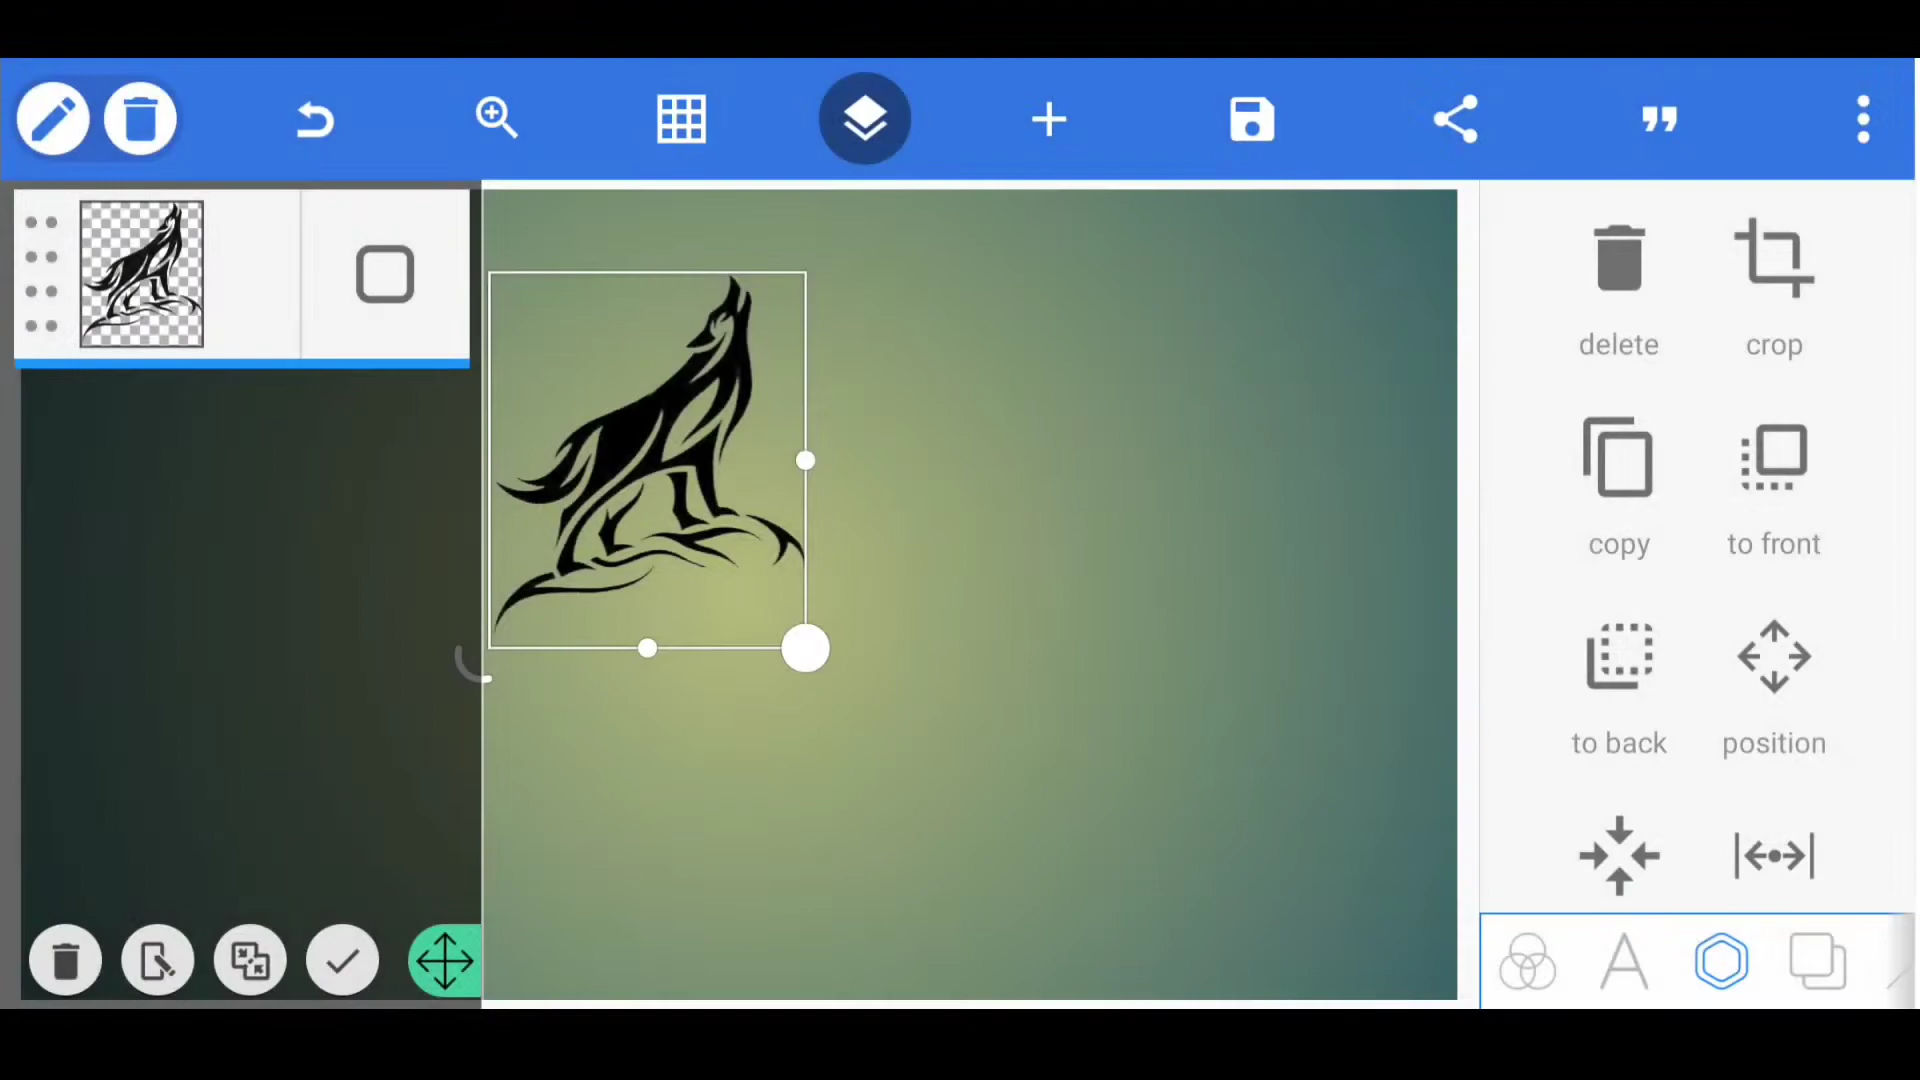 delete
crop
copy
to front
to back
position